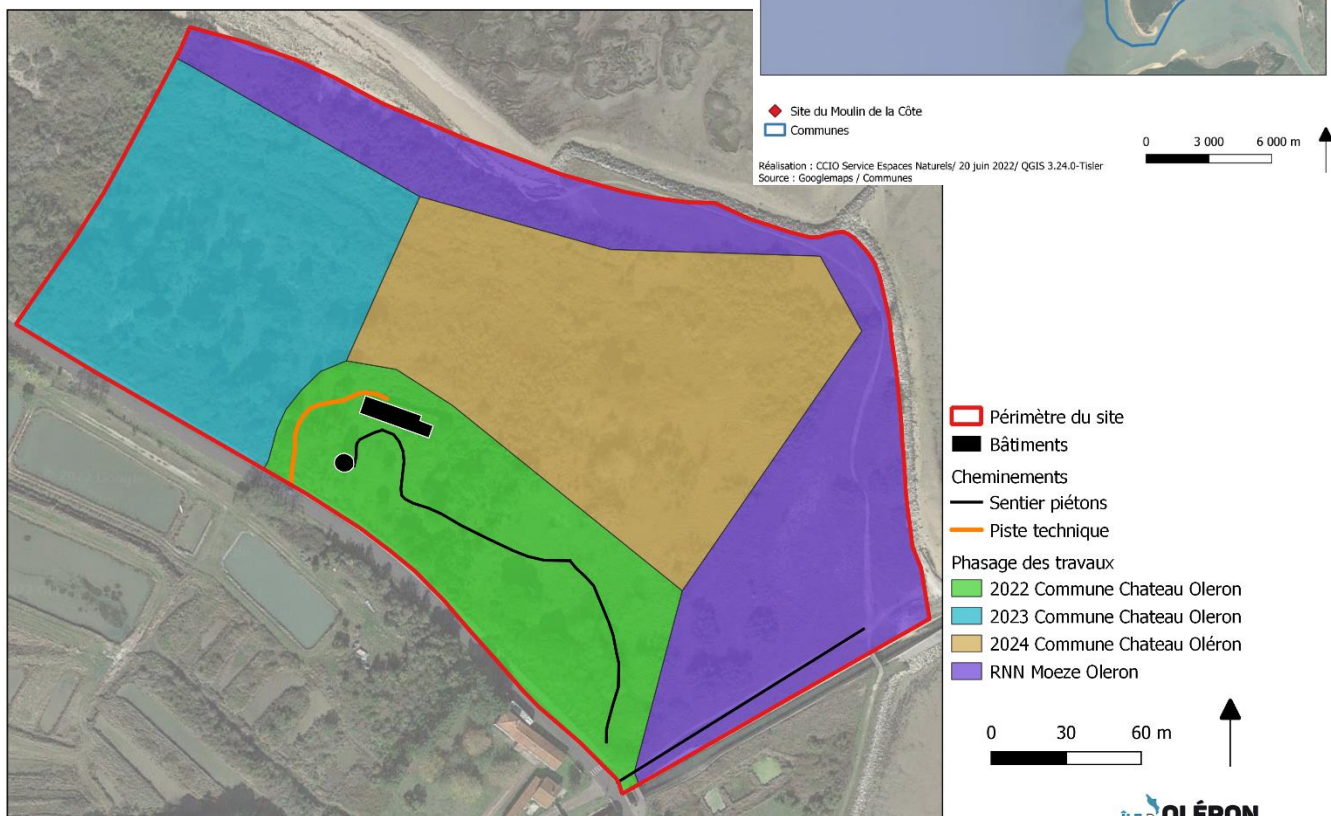 Site du Moulin de la Côte
Communes
0 3 000 6 000 m
Réalisation : CCIO Service Espaces Naturels/ 20 juin 2022/ QGIS 3.24.0-Tisler
Source : Googlemaps / Communes
Périmètre du site
Bâtiments
Cheminements
Sentier piétons
Piste technique
Phasage des travaux
2022 Commune Chateau Oleron
2023 Commune Chateau Oleron
2024 Commune Chateau Oléron
RNN Moeze Oleron
0 30 60 m
OLÉRON